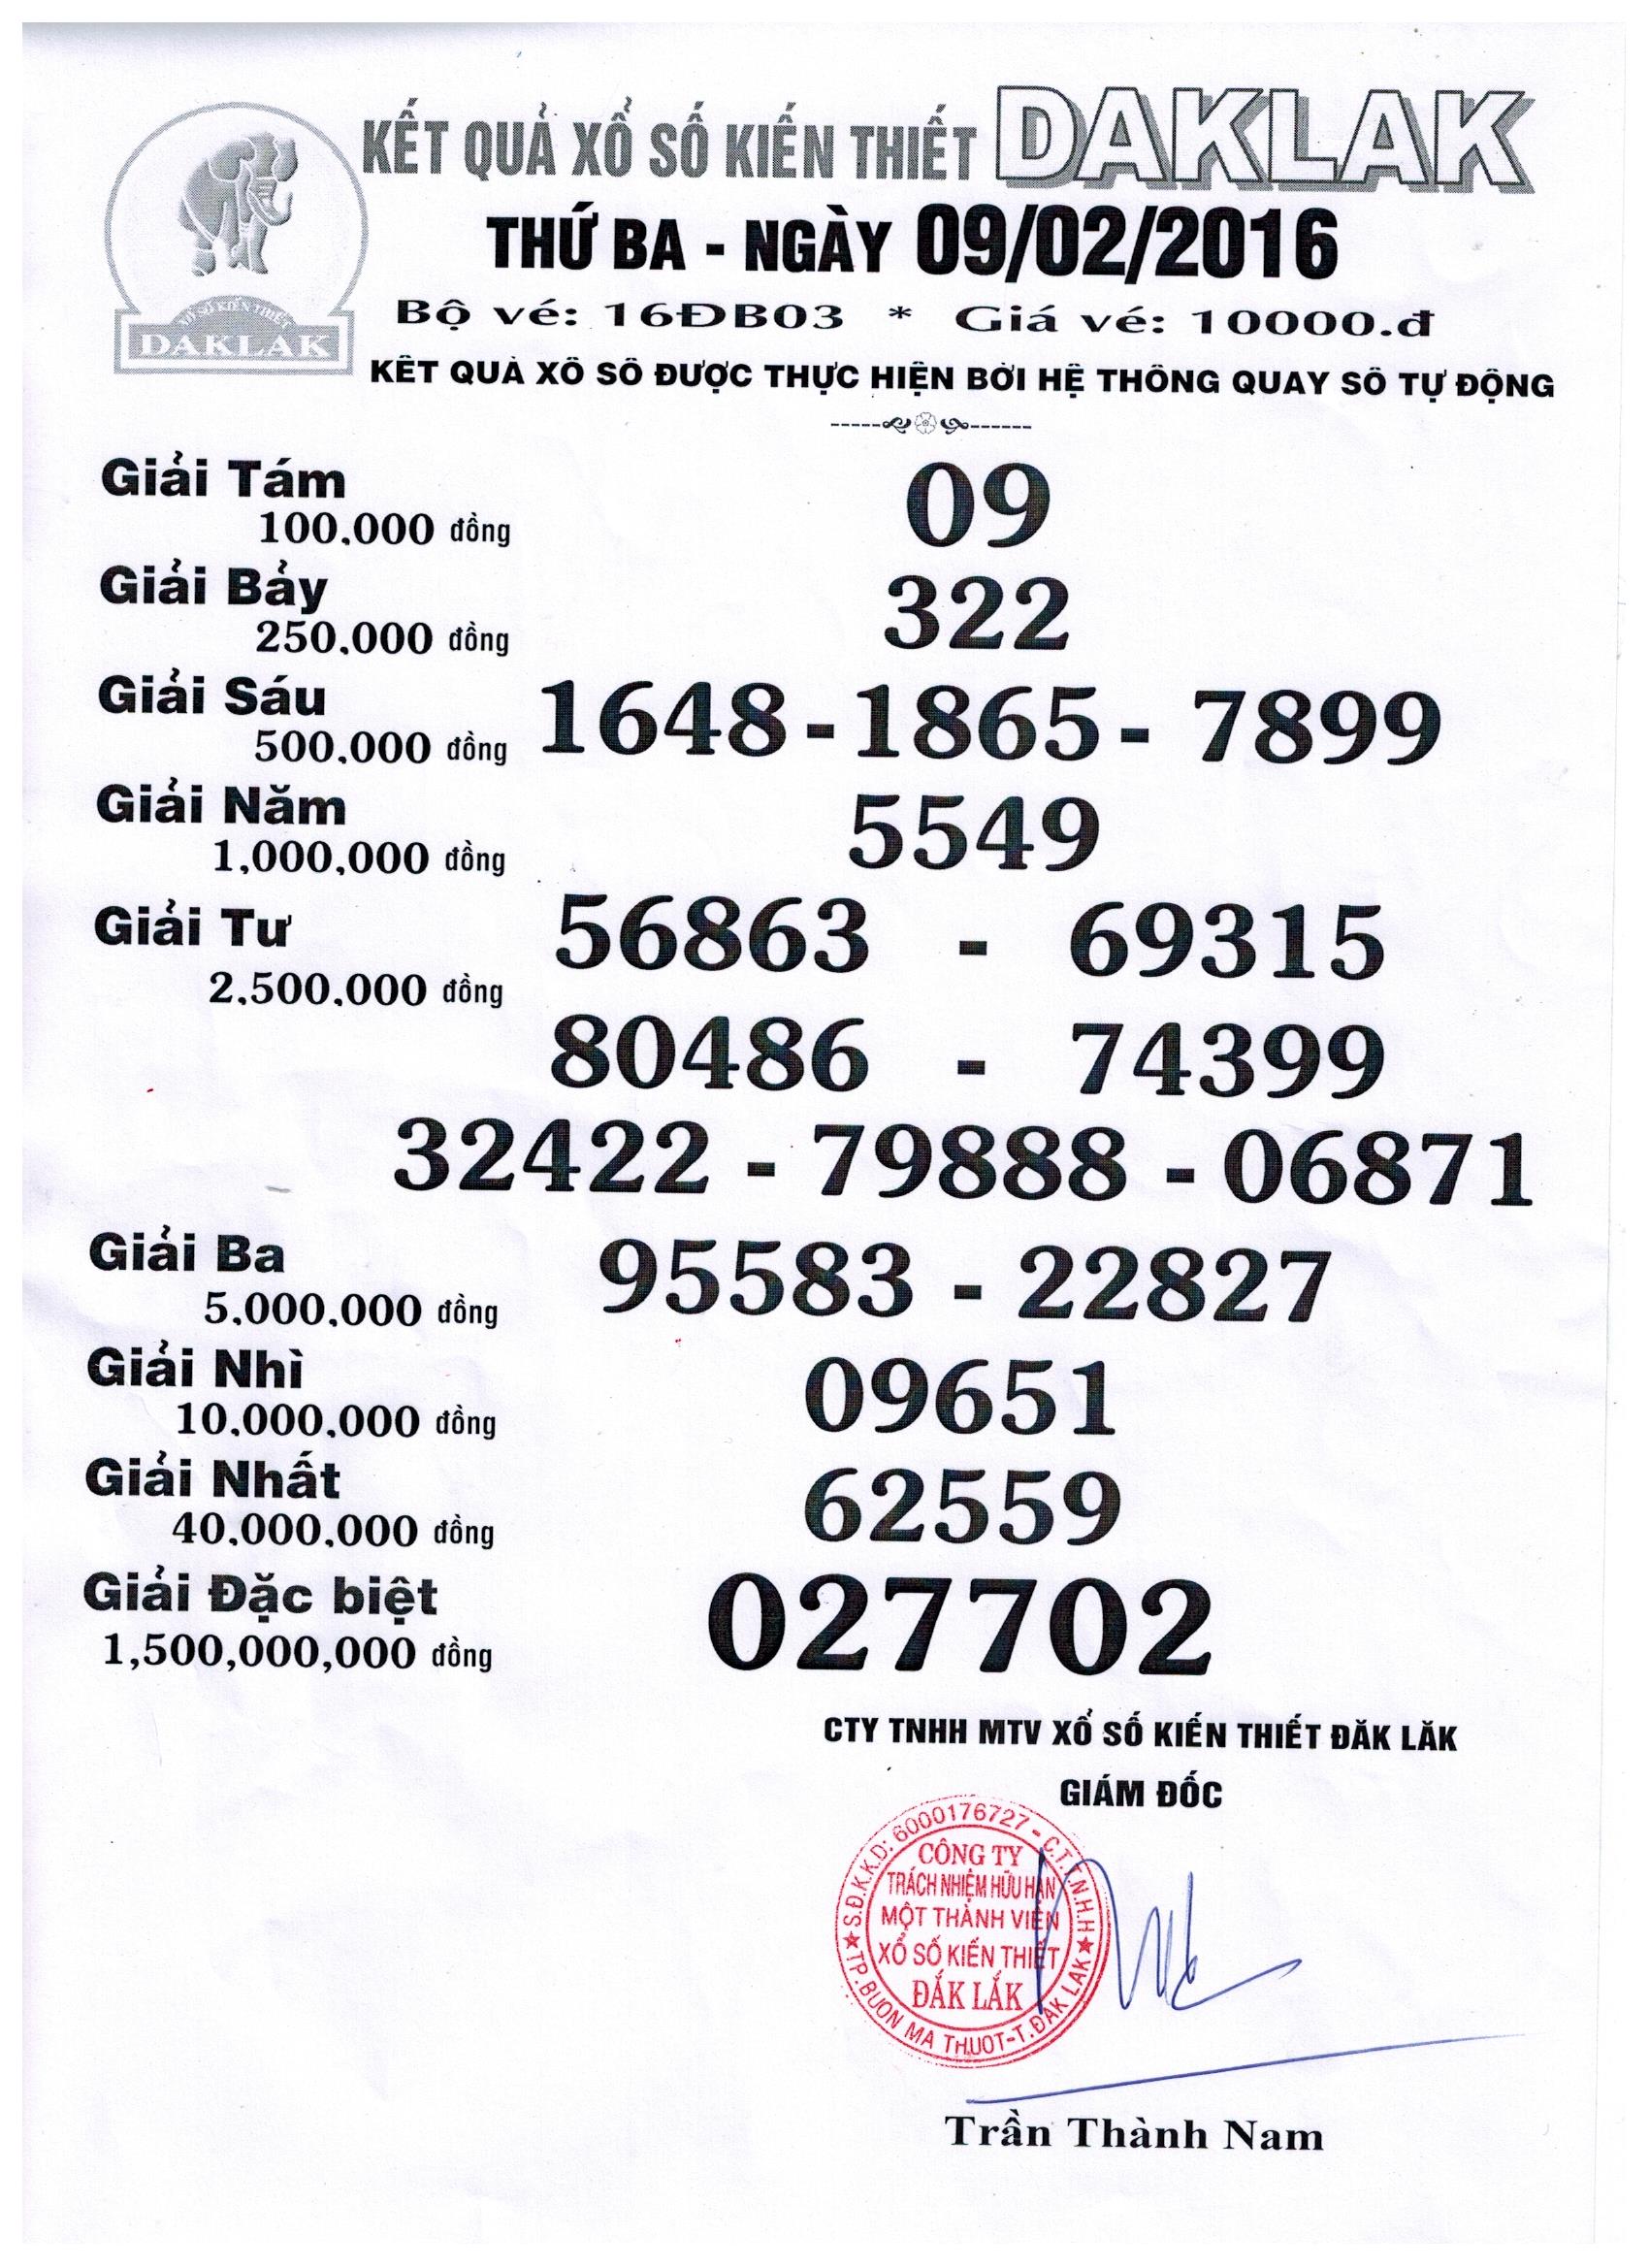 KẾT QUẢ XỔ SỐ KIẾN THIẾT DAKLAK
THỨ BA - NGÀY 09/02/2016
XỔ SỐ KIẾN THIẾT
DAKLAK
Bộ vé: 16ĐB03 * Giá vé: 10000.đ
KẾT QUẢ XỔ SỐ ĐƯỢC THỰC HIỆN BỞI HỆ THỐNG QUAY SỐ TỰ ĐỘNG
Giải Tám
100.000 đồng
09
Giải Bảy
250.000 đồng
322
Giải Sáu
500.000 đồng
1648 - 1865 - 7899
Giải Năm
1,000,000 đồng
5549
Giải Tư
2.500.000 đồng
56863 - 69315
80486 - 74399
32422 - 79888 - 06871
Giải Ba
5.000.000 đồng
95583 - 22827
Giải Nhì
10.000.000 đồng
09651
Giải Nhất
40,000.000 đồng
62559
Giải Đặc biệt
1,500,000,000 đồng
027702
CTY TNHH MTV XỔ SỐ KIẾN THIẾT ĐĂK LĂK
GIÁM ĐỐC
S.Đ.K.K.D: 6000176727 - C.T.T.N.H.H
CÔNG TY
TRÁCH NHIỆM HỮU HẠN
MỘT THÀNH VIÊN
XỔ SỐ KIẾN THIẾT
ĐẮK LẮK
TP.BUÔN MA THUỘT-T.ĐẮK LẮK
Trần Thành Nam